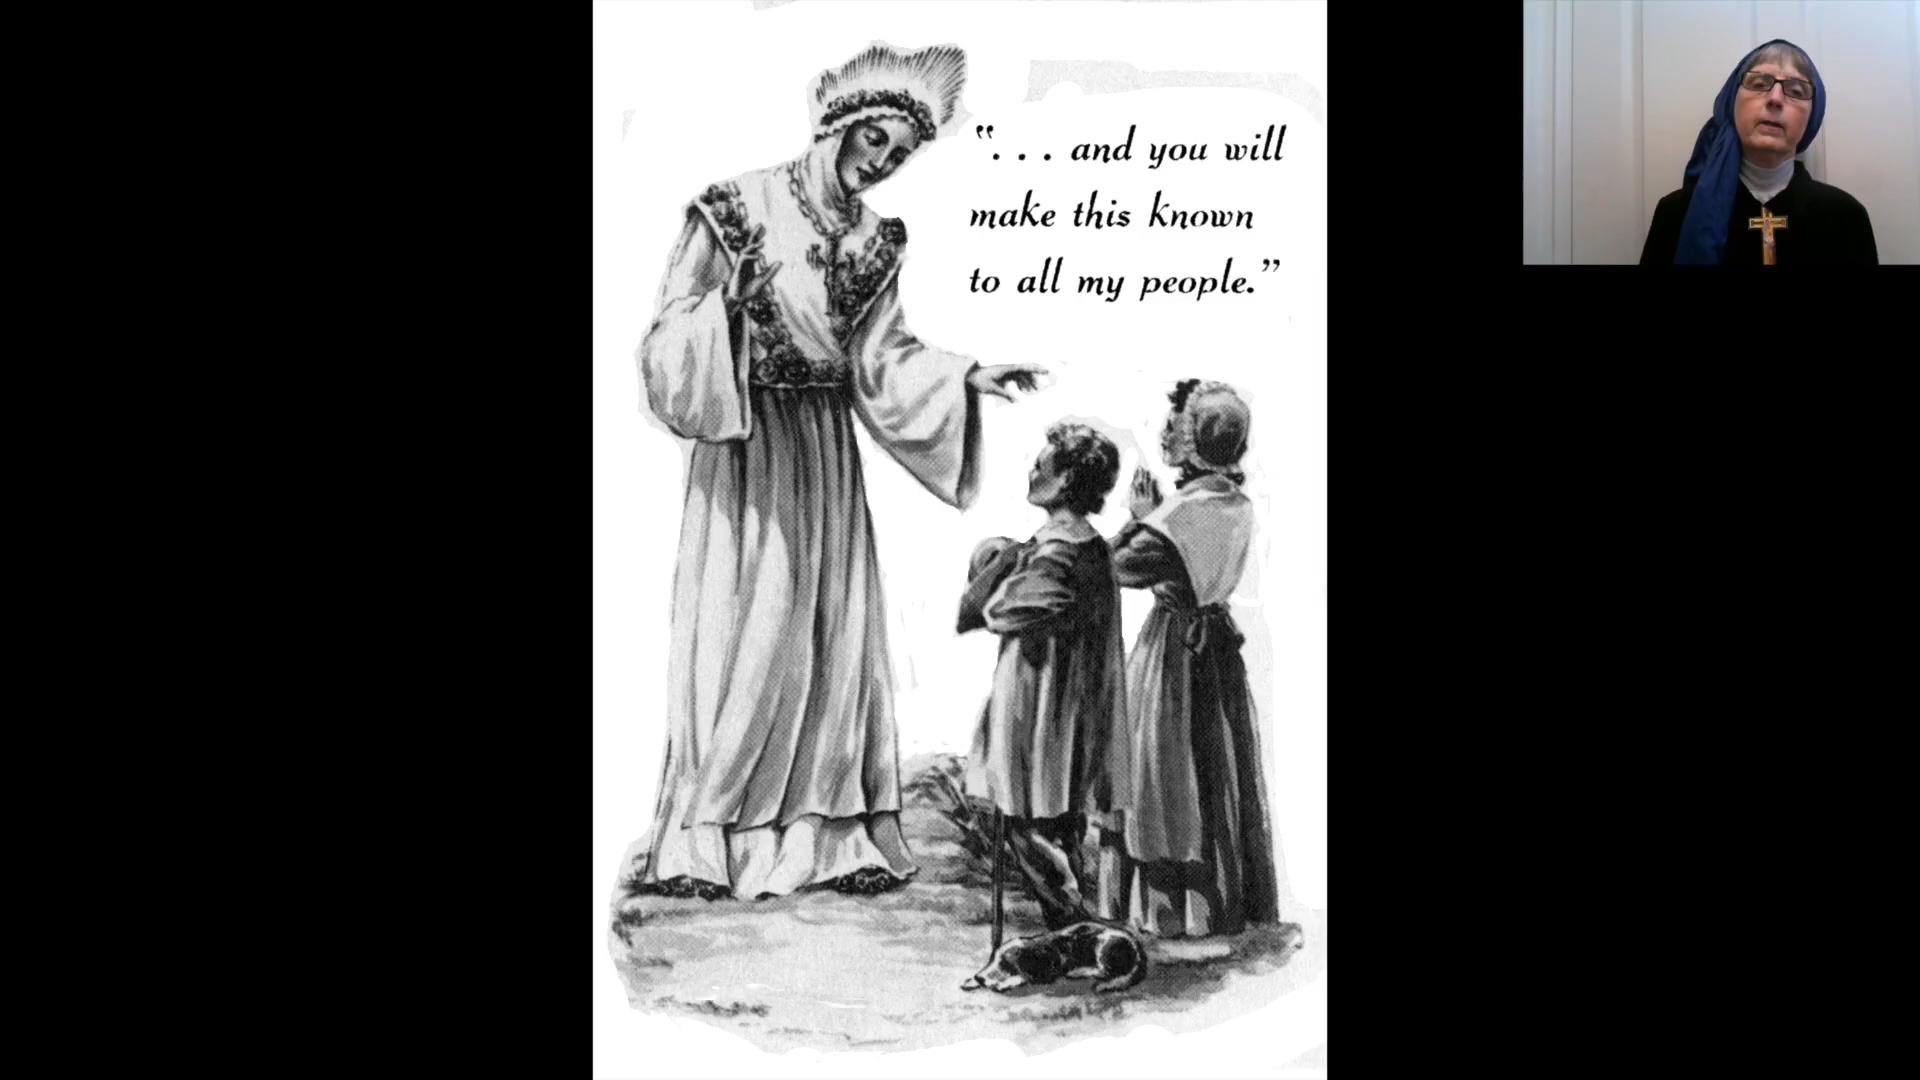 “. . . and you will
make this known
to all my people.”